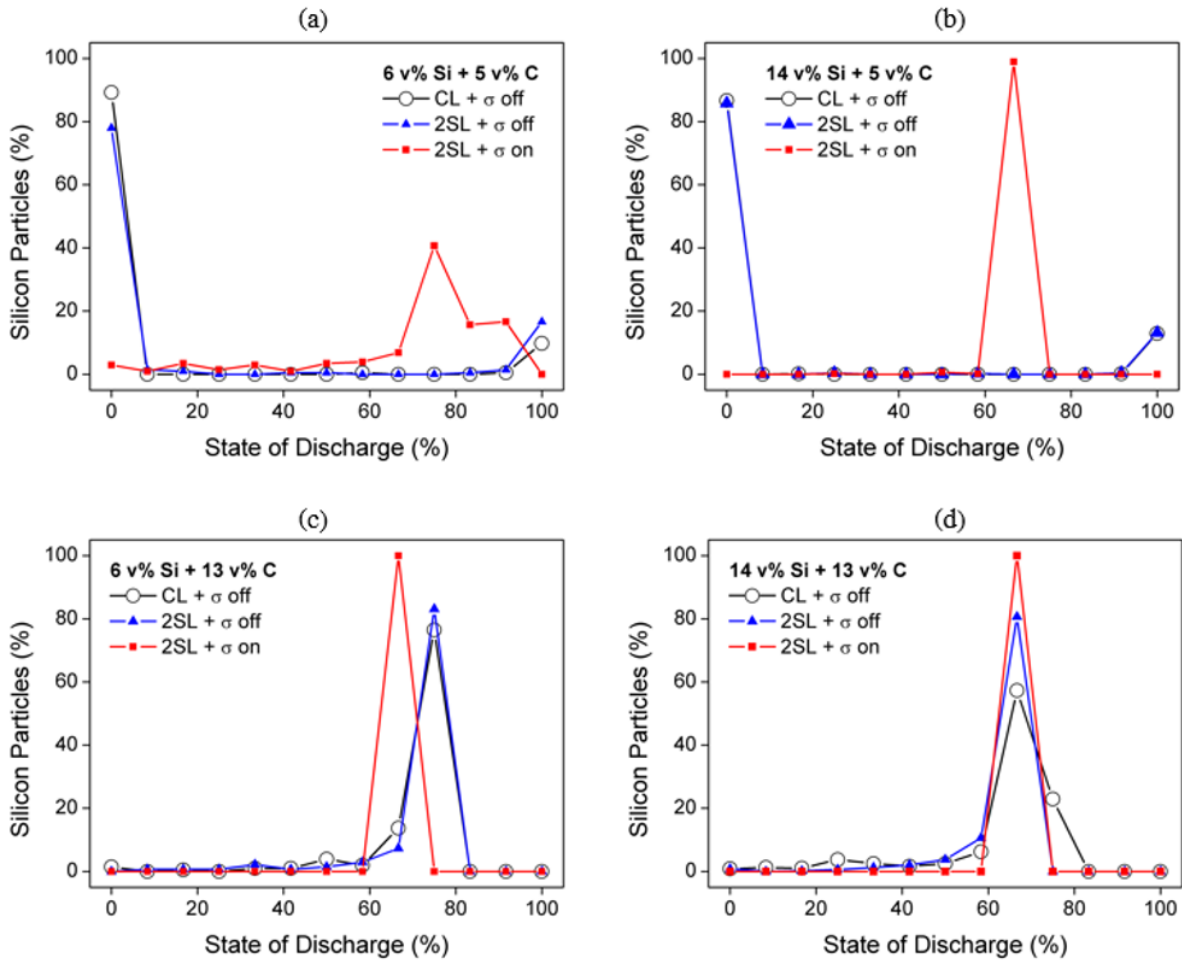 (a)
100
80
60
40
20
0
Silicon Particles (%)
6 v% Si + 5 v% C
CL + σ off
2SL + σ off
2SL + σ on
0 20 40 60 80 100
State of Discharge (%)
(b)
100
80
60
40
20
0
Silicon Particles (%)
14 v% Si + 5 v% C
CL + σ off
2SL + σ off
2SL + σ on
0 20 40 60 80 100
State of Discharge (%)
(c)
100
80
60
40
20
0
Silicon Particles (%)
6 v% Si + 13 v% C
CL + σ off
2SL + σ off
2SL + σ on
0 20 40 60 80 100
State of Discharge (%)
(d)
100
80
60
40
20
0
Silicon Particles (%)
14 v% Si + 13 v% C
CL + σ off
2SL + σ off
2SL + σ on
0 20 40 60 80 100
State of Discharge (%)